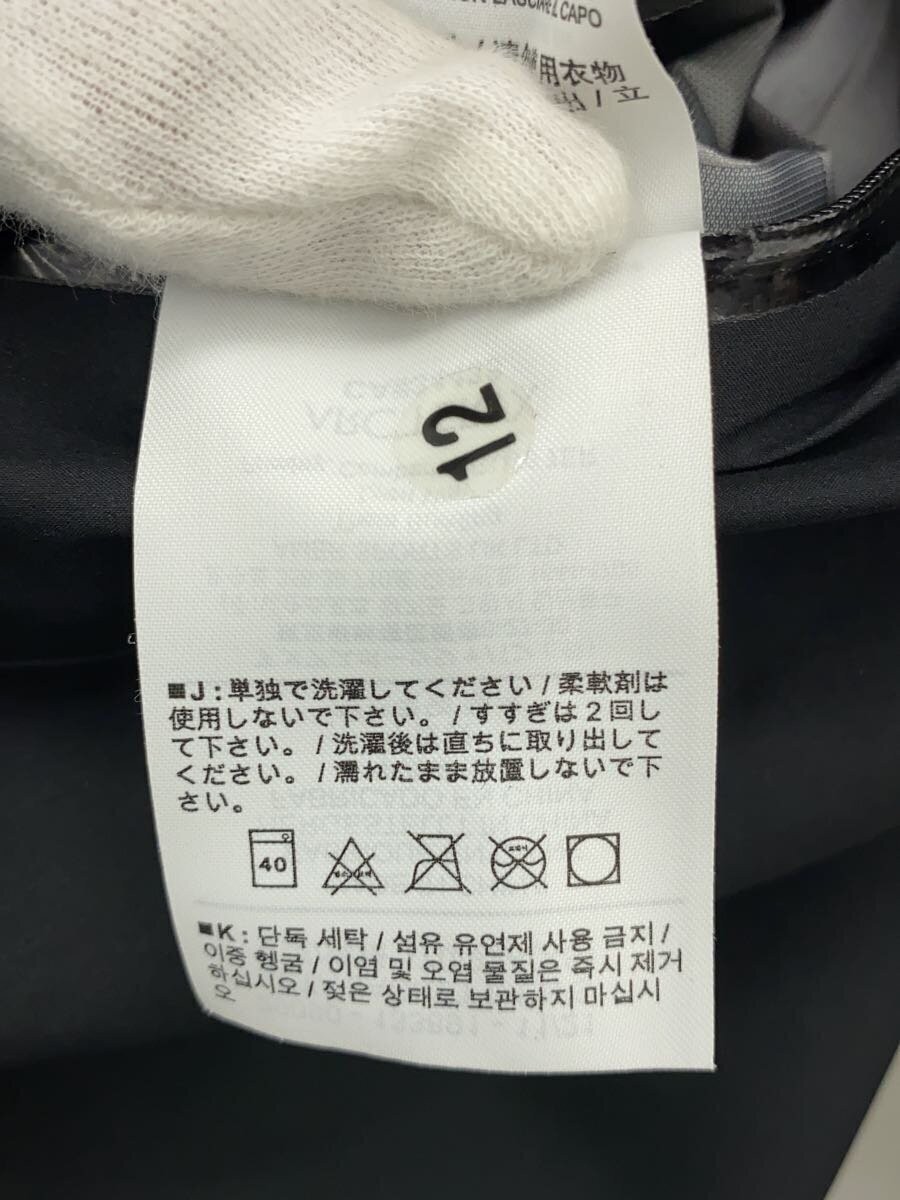 CAPO
用衣物
出 / 立
12
■J : 単独で洗濯してください / 柔軟剤は
使用しないで下さい。 / すすぎは2回し
て下さい。 / 洗濯後は直ちに取り出して
ください。 / 濡れたまま放置しないで下
さい。
40
■K : 단독 세탁 / 섬유 유연제 사용 금지 /
이중 헹굼 / 이염 및 오염 물질은 즉시 제거
하십시오 / 젖은 상태로 보관하지 마십시
오